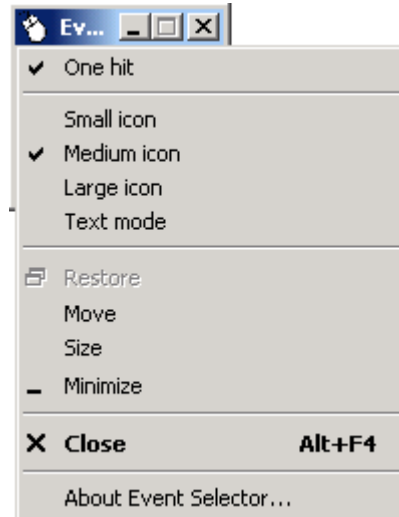 Ev...
One hit
Small icon
Medium icon
Large icon
Text mode
Restore
Move
Size
Minimize
Close Alt+F4
About Event Selector...